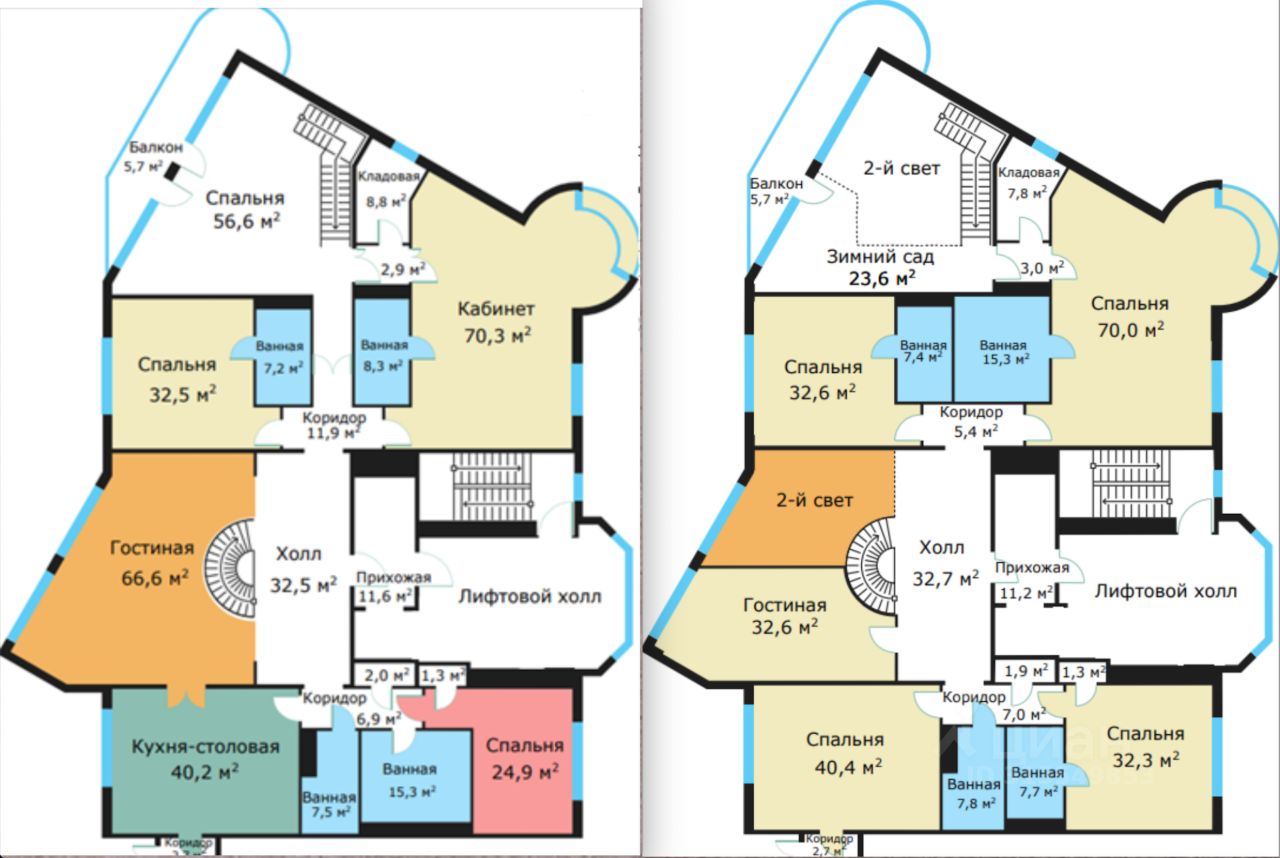 Балкон
5,7 м²
Спальня
56,6 м²
Кладовая
8,8 м²
2,9 м²
Кабинет
70,3 м²
Спальня
32,5 м²
Ванная
7,2 м²
Ванная
8,3 м²
Коридор
11,9 м²
Гостиная
66,6 м²
Холл
32,5 м²
Прихожая
11,6 м²
Лифтовой холл
2,0 м²
1,3 м²
Коридор
6,9 м²
Кухня-столовая
40,2 м²
Ванная
7,5 м²
Ванная
15,3 м²
Спальня
24,9 м²
Коридор
Балкон
5,7 м²
2-й свет
Кладовая
7,8 м²
Зимний сад
23,6 м²
3,0 м²
Спальня
70,0 м²
Спальня
32,6 м²
Ванная
7,4 м²
Ванная
15,3 м²
Коридор
5,4 м²
2-й свет
Гостиная
32,6 м²
Холл
32,7 м²
Прихожая
11,2 м²
Лифтовой холл
1,9 м²
1,3 м²
Коридор
7,0 м²
Спальня
40,4 м²
Ванная
7,8 м²
Ванная
7,7 м²
Спальня
32,3 м²
Коридор
2,7 м²
циан